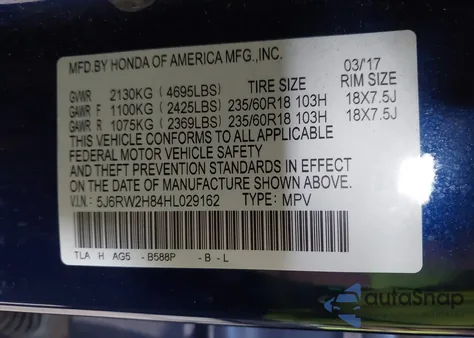 MFD.BY HONDA OF AMERICA MFG.,INC.
03/'17
GVWR 2130KG (4695LBS) TIRE SIZE RIM SIZE
GAWR F 1100KG (2425LBS) 235/60R18 103H 18X7.5J
GAWR R 1075KG (2369LBS) 235/60R18 103H 18X7.5J
THIS VEHICLE CONFORMS TO ALL APPLICABLE
FEDERAL MOTOR VEHICLE SAFETY
AND THEFT PREVENTION STANDARDS IN EFFECT
ON THE DATE OF MANUFACTURE SHOWN ABOVE.
V.I.N.: 5J6RW2H84HL029162 TYPE: MPV
TLA H AG5 - B588P - B - L
autoSnap